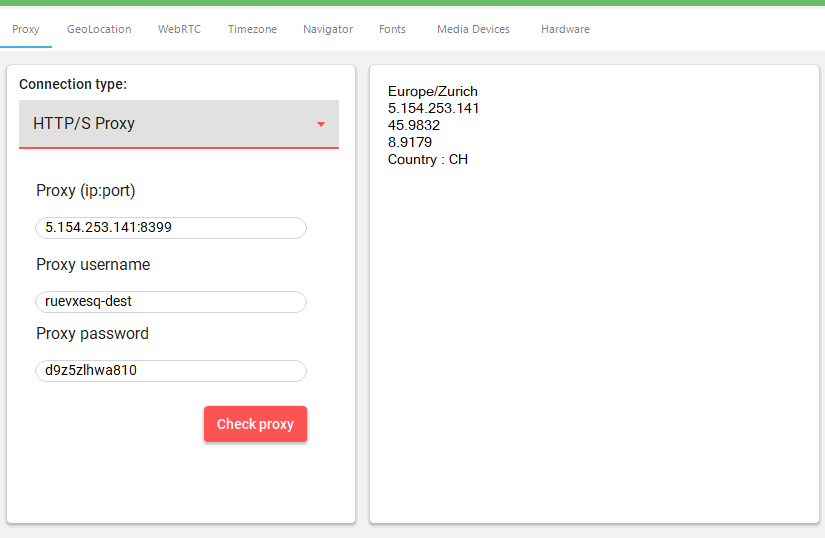 Proxy GeoLocation WebRTC Timezone Navigator Fonts Media Devices Hardware
Connection type:
HTTP/S Proxy
Proxy (ip:port)
5.154.253.141:8399
Proxy username
ruevxesq-dest
Proxy password
d9z5zlhwa810
Check proxy
Europe/Zurich
5.154.253.141
45.9832
8.9179
Country : CH